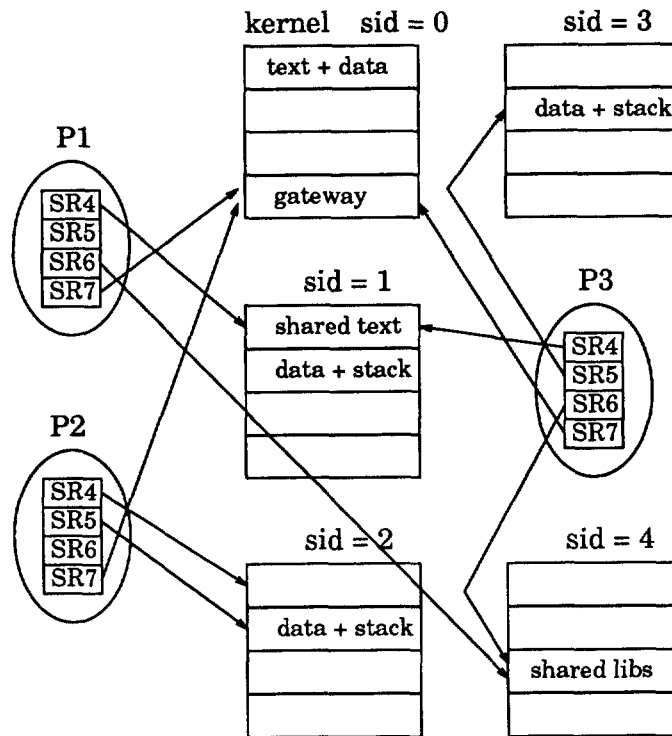 kernel sid = 0
text + data
gateway
sid = 3
data + stack
P1
SR4
SR5
SR6
SR7
sid = 1
shared text
data + stack
P3
SR4
SR5
SR6
SR7
P2
SR4
SR5
SR6
SR7
sid = 2
data + stack
sid = 4
shared libs